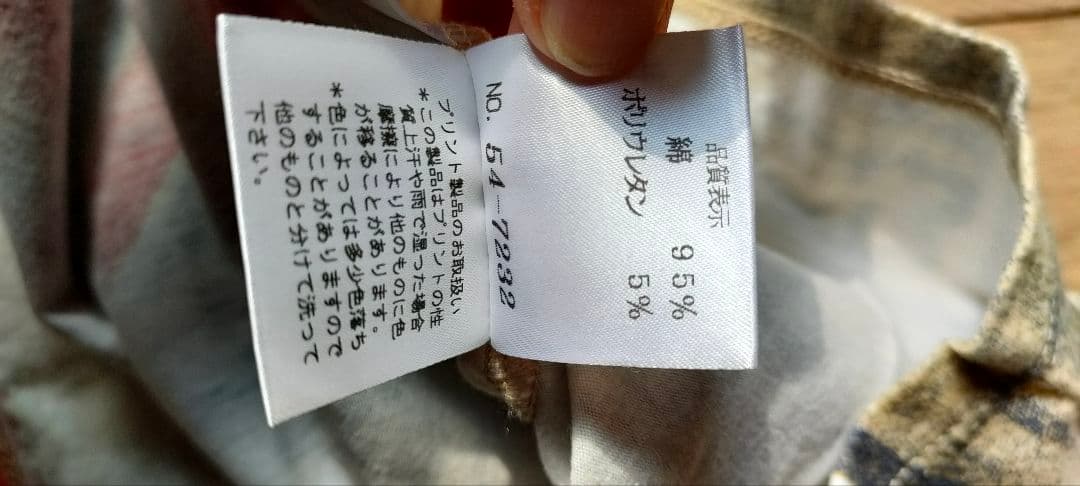 品質表示
綿 95%
ポリウレタン 5%
NO. 54-7232
プリント製品のお取扱い
*この製品はプリントの性
質上汗や雨で湿った場合
摩擦により他のものに色
が移ることがあります。
*色によっては多少色落ち
することがありますので
他のものと分けて洗って
下さい。